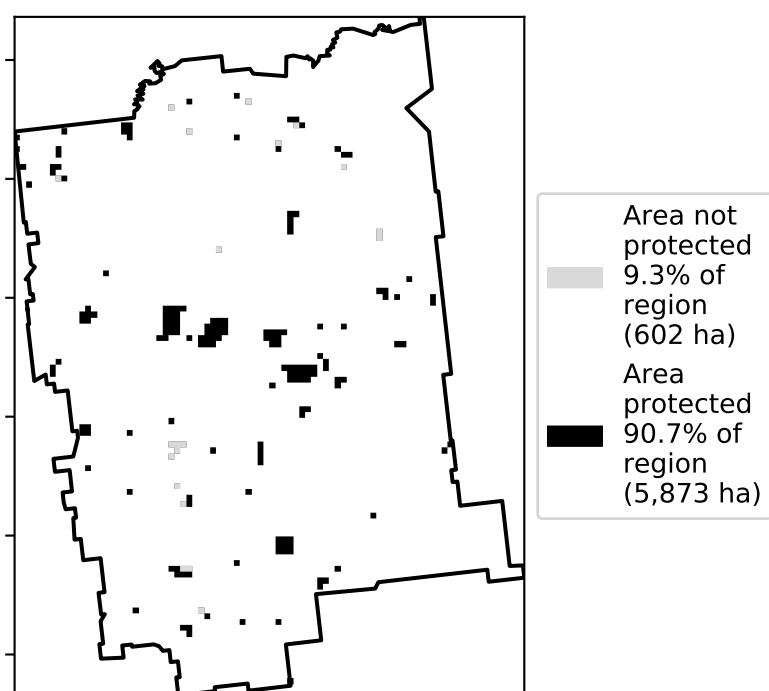 Area not
protected
9.3% of
region
(602 ha)
Area
protected
90.7% of
region
(5,873 ha)